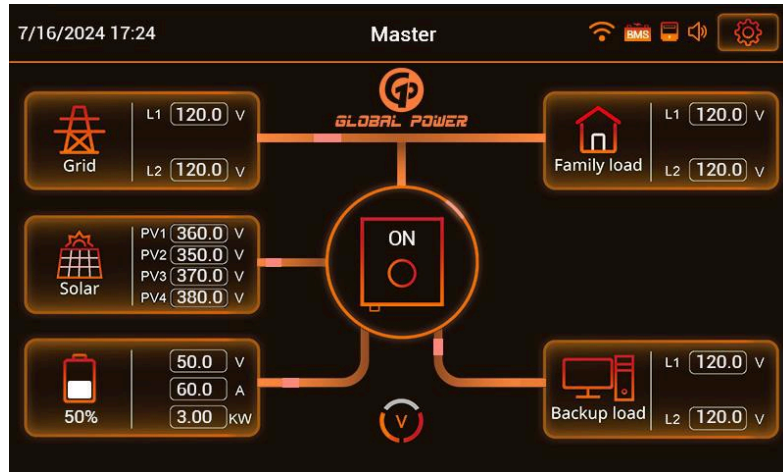 7/16/2024 17:24
Master
BMS
GLOBAL POWER
Grid
L1 120.0 V
L2 120.0 V
Family load
L1 120.0 V
L2 120.0 V
Solar
PV1 360.0 V
PV2 350.0 V
PV3 370.0 V
PV4 380.0 V
ON
50%
50.0 V
60.0 A
3.00 KW
V
Backup load
L1 120.0 V
L2 120.0 V